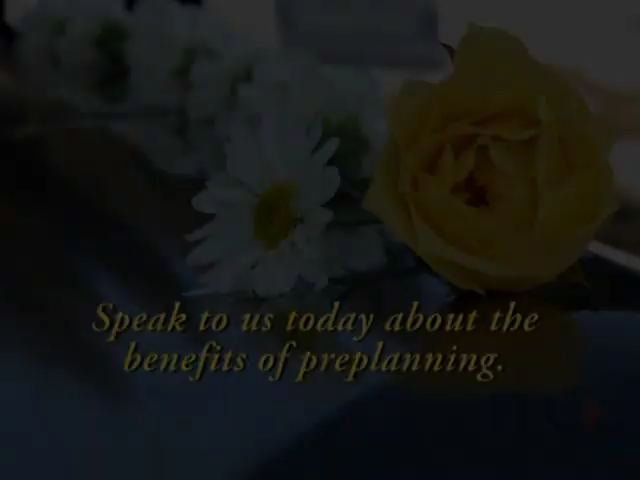 Speak to us today about the
benefits of preplanning.